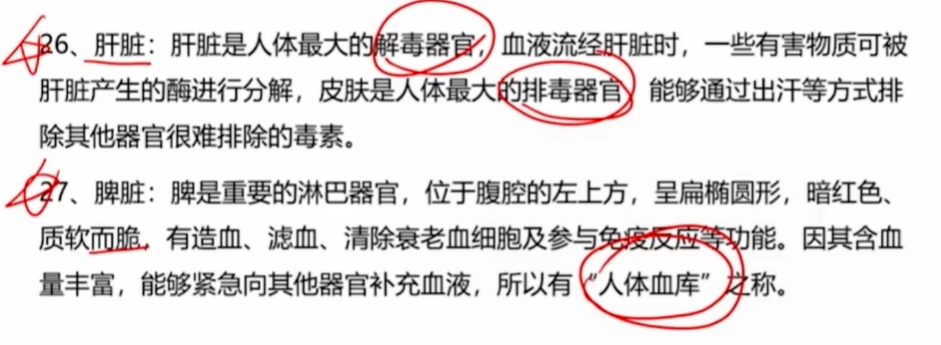 26、肝脏：肝脏是人体最大的解毒器官，血液流经肝脏时，一些有害物质可被
肝脏产生的酶进行分解，皮肤是人体最大的排毒器官，能够通过出汗等方式排
除其他器官很难排除的毒素。
27、脾脏：脾是重要的淋巴器官，位于腹腔的左上方，呈扁椭圆形，暗红色、
质软而脆，有造血、滤血、清除衰老血细胞及参与免疫反应等功能。因其含血
量丰富，能够紧急向其他器官补充血液，所以有“人体血库”之称。